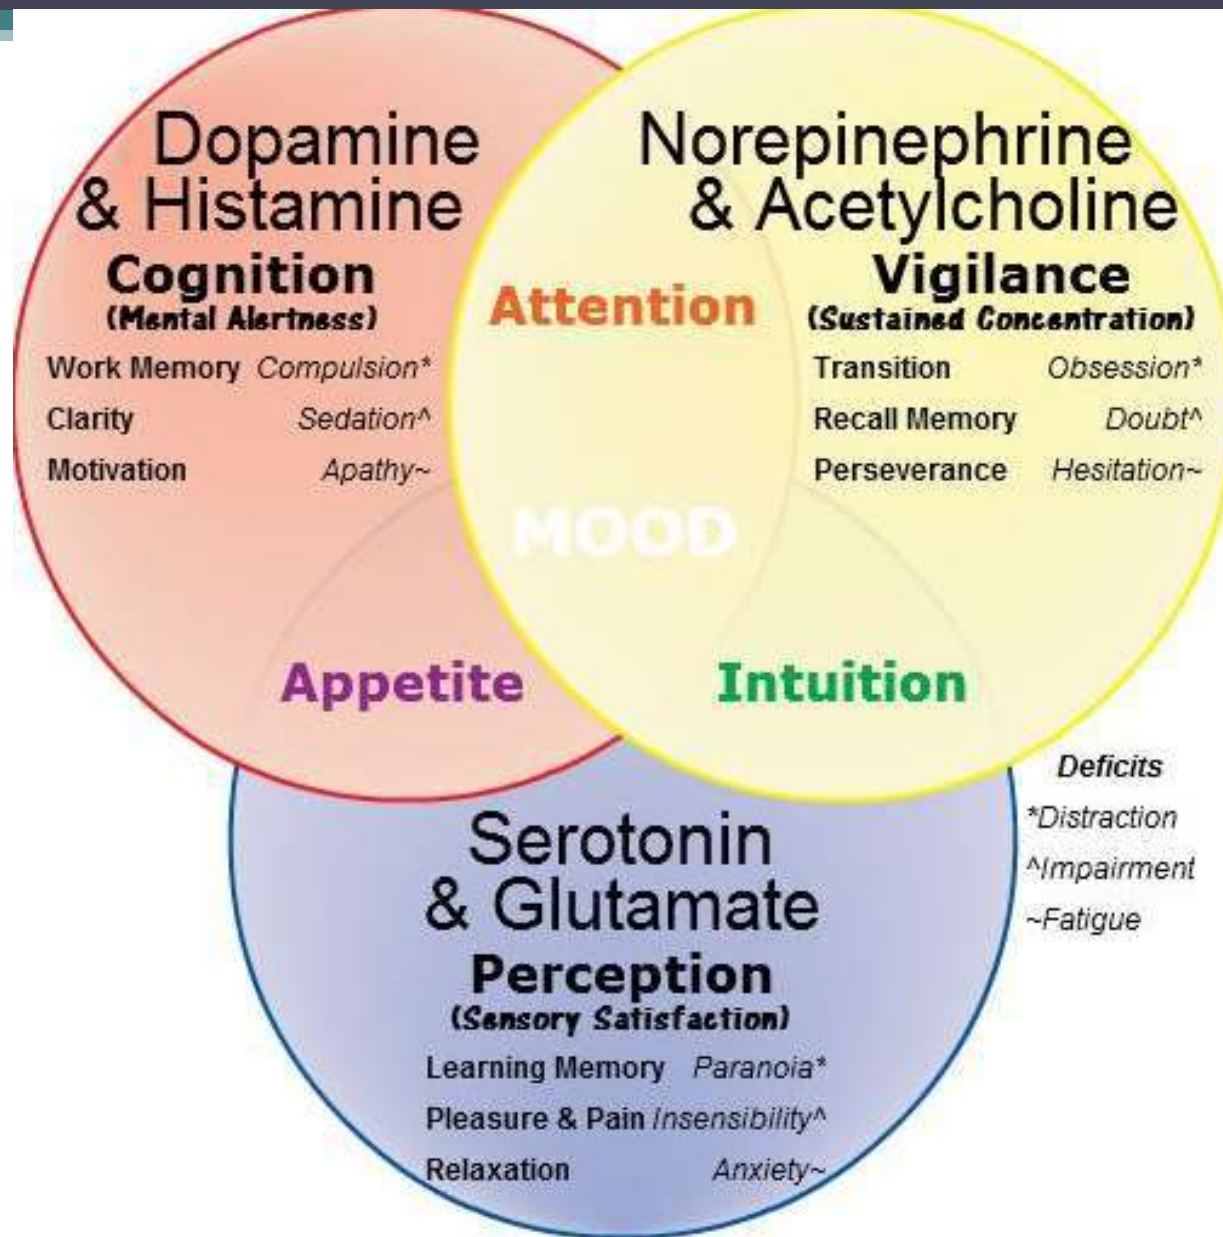 Dopamine
& Histamine
Cognition
(Mental Alertness)
Work Memory Compulsion*
Clarity Sedation^
Motivation Apathy~
Norepinephrine
& Acetylcholine
Vigilance
(Sustained Concentration)
Transition Obsession*
Recall Memory Doubt^
Perseverance Hesitation~
Attention
MOOD
Appetite
Intuition
Serotonin
& Glutamate
Perception
(Sensory Satisfaction)
Learning Memory Paranoia*
Pleasure & Pain Insensibility^
Relaxation Anxiety~
Deficits
*Distraction
^Impairment
~Fatigue